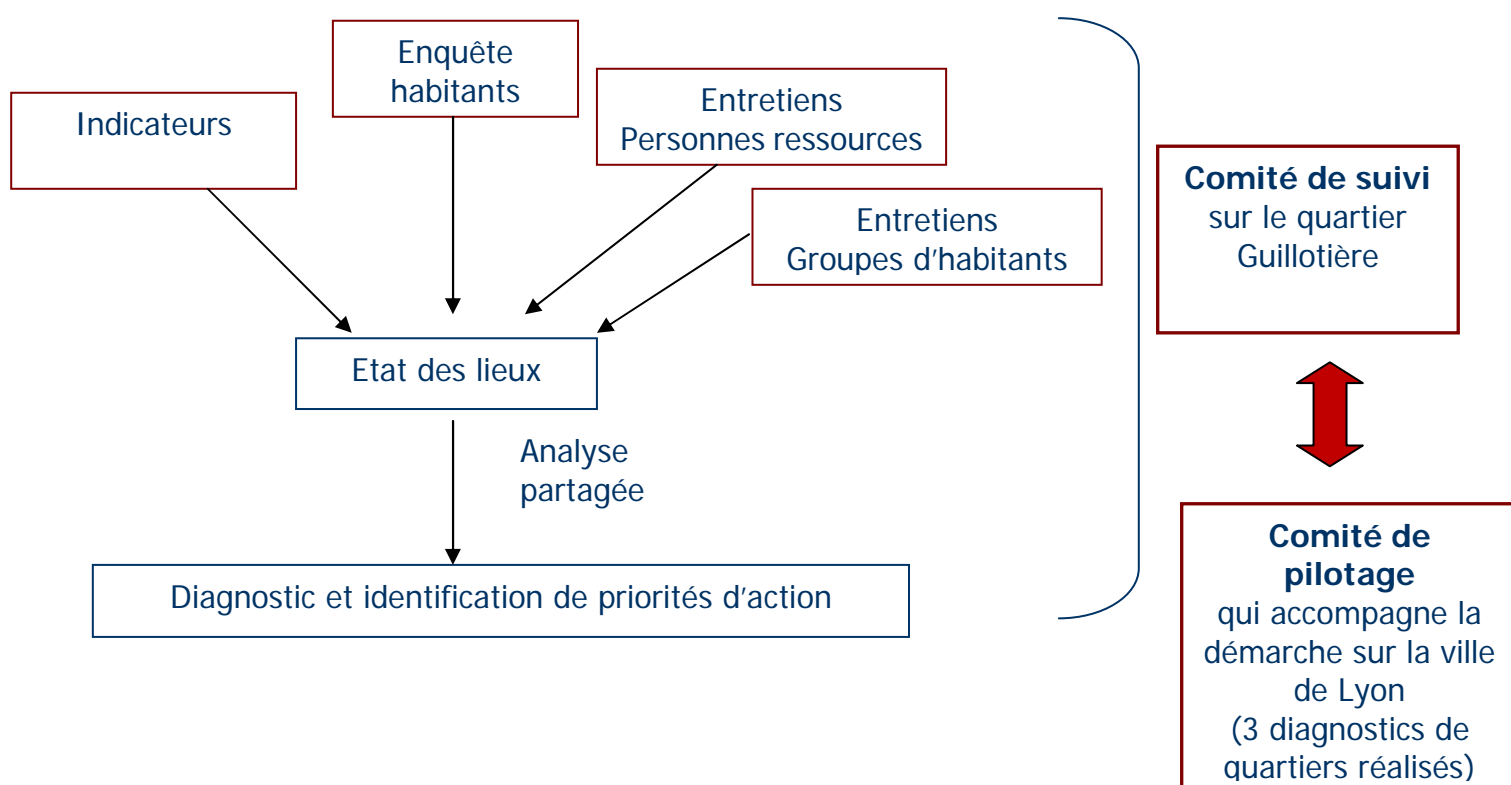 Indicateurs
Enquête
habitants
Entretiens
Personnes ressources
Entretiens
Groupes d'habitants
Etat des lieux
Analyse
partagée
Diagnostic et identification de priorités d'action
Comité de suivi
sur le quartier
Guillotière
Comité de
pilotage
qui accompagne la
démarche sur la ville
de Lyon
(3 diagnostics de
quartiers réalisés)